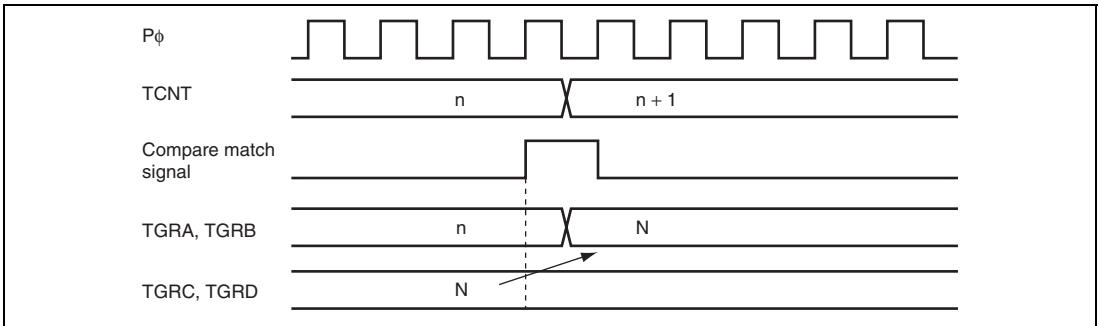 Pϕ
TCNT
n
n + 1
Compare match
signal
TGRA, TGRB
n
N
TGRC, TGRD
N